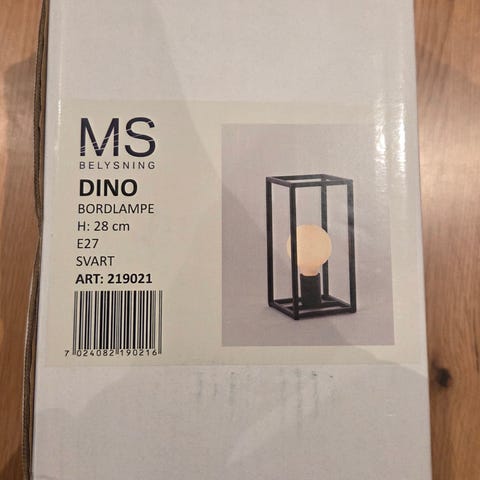 MS
BELYSNING
DINO
BORDLAMPE
H: 28 cm
E27
SVART
ART: 219021
7 024082 190216